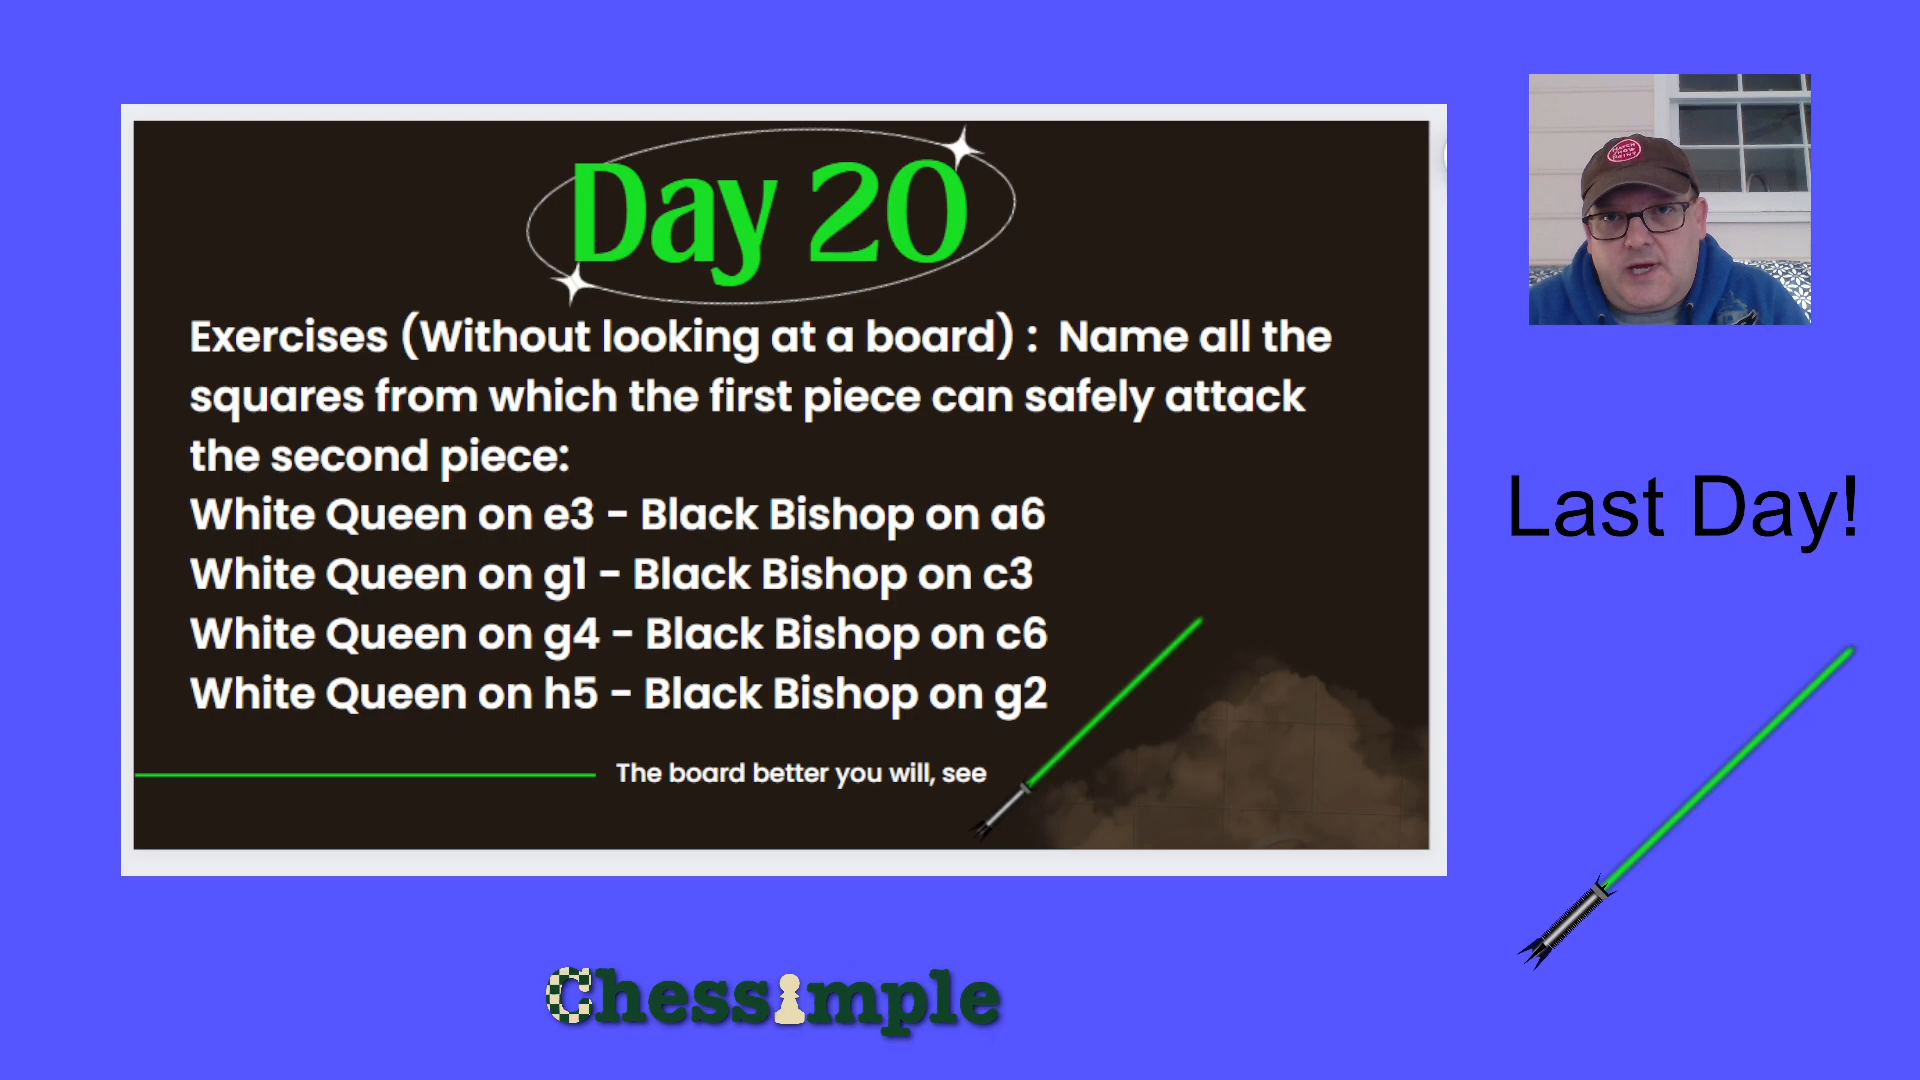 Day 20
Exercises (Without looking at a board) : Name all the
squares from which the first piece can safely attack
the second piece:
White Queen on e3 - Black Bishop on a6
White Queen on g1 - Black Bishop on c3
White Queen on g4 - Black Bishop on c6
White Queen on h5 - Black Bishop on g2
The board better you will, see
Last Day!
HATCH
SHOW
PRINT
Chessimple